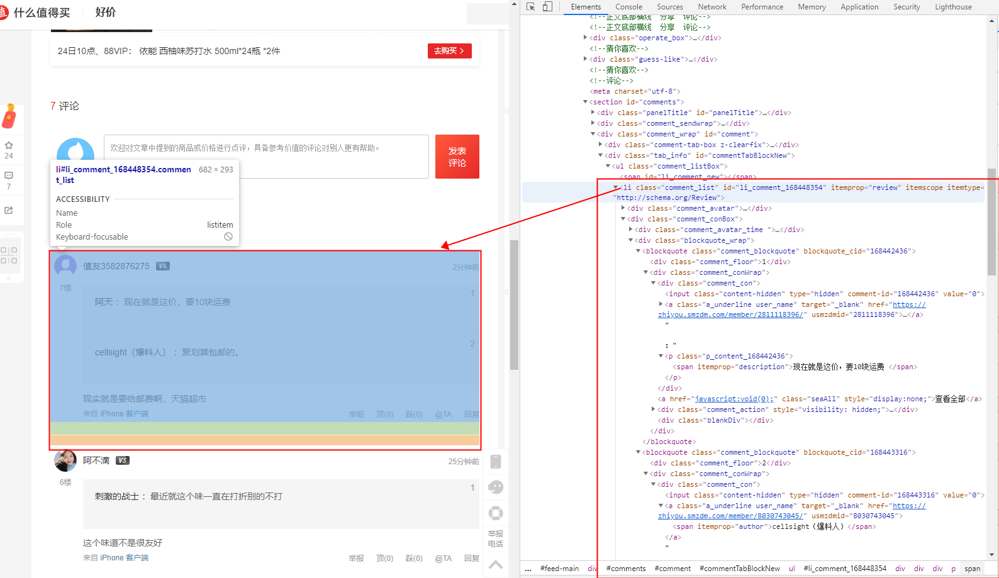 值 什么值得买 好价
24日10点、88VIP： 依能 西柚味苏打水 500ml*24瓶 *2件
去购买 >
7 评论
24
7
欢迎对文章中提到的商品或价格进行点评，具备参考价值的评论对别人更有帮助。
发表
评论
li#li_comment_168448354.commen 682 × 293
t_list
ACCESSIBILITY
Name
Role listitem
Keyboard-focusable
值友3582876275 V4 2分钟前
7楼
1
阿天 ： 现在就是这价，要10块运费
2
cellsight（爆料人） ： 聚划算包邮的。
现实就是要给邮费啊，天猫超市
来自 iPhone 客户端 举报 顶(0) 踩(0) @TA 回复
阿不滴 V5 25分钟前
6楼
1
刺激的战士 ： 最近就这个味一直在打折别的不打
这个味道不是很友好
来自 iPhone 客户端 举报 顶(0) 踩(0) @TA 回复
举报
电话
Elements Console Sources Network Performance Memory Application Security Lighthouse
<!--正文底部横线 分享 评论-->
<!--正文底部横线 分享 评论-->
<div class="operate_box">…</div>
<!--猜你喜欢-->
<div class="guess-like">…</div>
<!--猜你喜欢-->
<!--评论-->
<meta charset="utf-8">
<section id="comments">
<div class="panelTitle" id="panelTitle">…</div>
<div class="comment_sendwrap">…</div>
<div class="comment_wrap" id="comment">
<div class="comment-tab-box z-clearfix">…</div>
<div class="tab_info" id="commentTabBlockNew">
<ul class="comment_listBox">
<span id="li_comment_new"></span>
<li class="comment_list" id="li_comment_168448354" itemprop="review" itemscope itemtype=
"http://schema.org/Review">
<div class="comment_avatar">…</div>
<div class="comment_conBox">
<div class="comment_avatar_time ">…</div>
<div class="blockquote_wrap">
<blockquote class="comment_blockquote" blockquote_cid="168442436">
<div class="comment_floor">1</div>
<div class="comment_conWrap">
<div class="comment_con">
<input class="content-hidden" type="hidden" comment-id="168442436" value="0">
<a class="a_underline user_name" target="_blank" href="https://
zhiyou.smzdm.com/member/2811118396/" usmzdmid="2811118396">…</a>
"
: "
<p class="p_content_168442436">
<span itemprop="description">现在就是这价，要10块运费 </span>
</p>
</div>
<a href="javascript:void(0);" class="seeAll" style="display:none;">查看全部</a>
<div class="comment_action" style="visibility: hidden;">…</div>
<div class="blankDiv"></div>
</div>
</blockquote>
<blockquote class="comment_blockquote" blockquote_cid="168443316">
<div class="comment_floor">2</div>
<div class="comment_conWrap">
<div class="comment_con">
<input class="content-hidden" type="hidden" comment-id="168443316" value="0">
<a class="a_underline user_name" target="_blank" href="https://
zhiyou.smzdm.com/member/8030743045/" usmzdmid="8030743045">
<span itemprop="author">cellsight（爆料人）</span>
</a>
"
… #feed-main div #comments #comment #commentTabBlockNew ul #li_comment_168448354 div div div p span